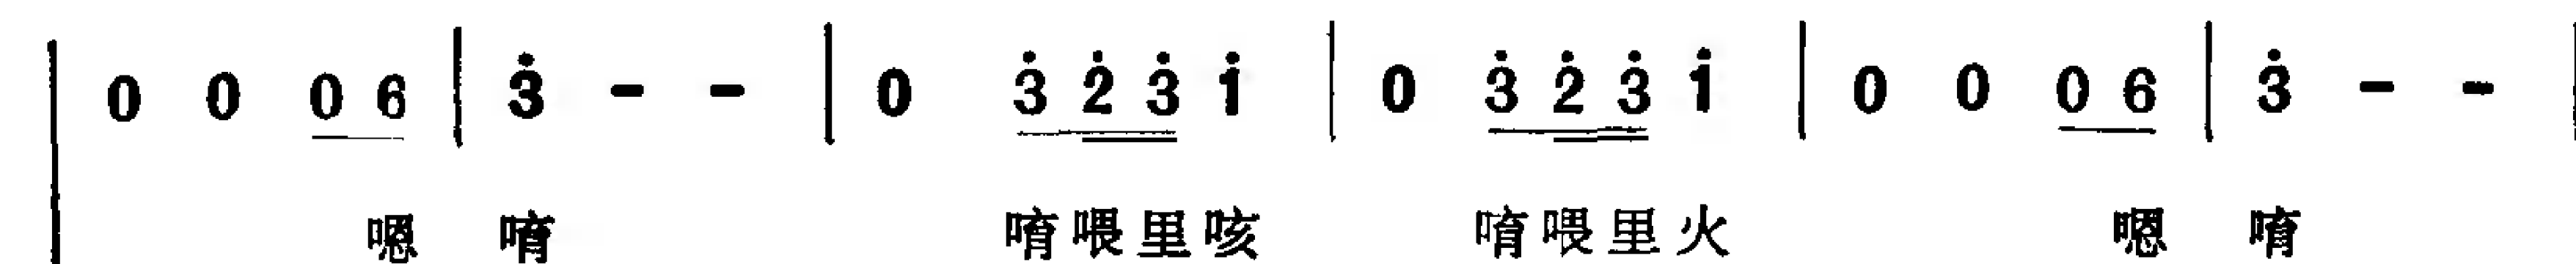 0 0 0 6 | 3̇ - - | 0 3̇ 2̇ 3̇ 1̇ | 0 3̇ 2̇ 3̇ 1̇ | 0 0 0 6 | 3̇ - - |
嗯 唷 唷喂里咳 唷喂里火 嗯 唷